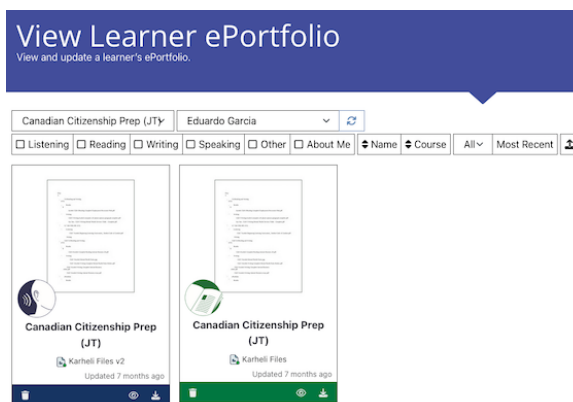 View Learner ePortfolio
View and update a learner's ePortfolio.
Canadian Citizenship Prep (JT)
Eduardo Garcia
Listening Reading Writing Speaking Other About Me Name Course All Most Recent
Canadian Citizenship Prep
(JT)
Karheli Files v2
Updated 7 months ago
Canadian Citizenship Prep
(JT)
Karheli Files
Updated 7 months ago